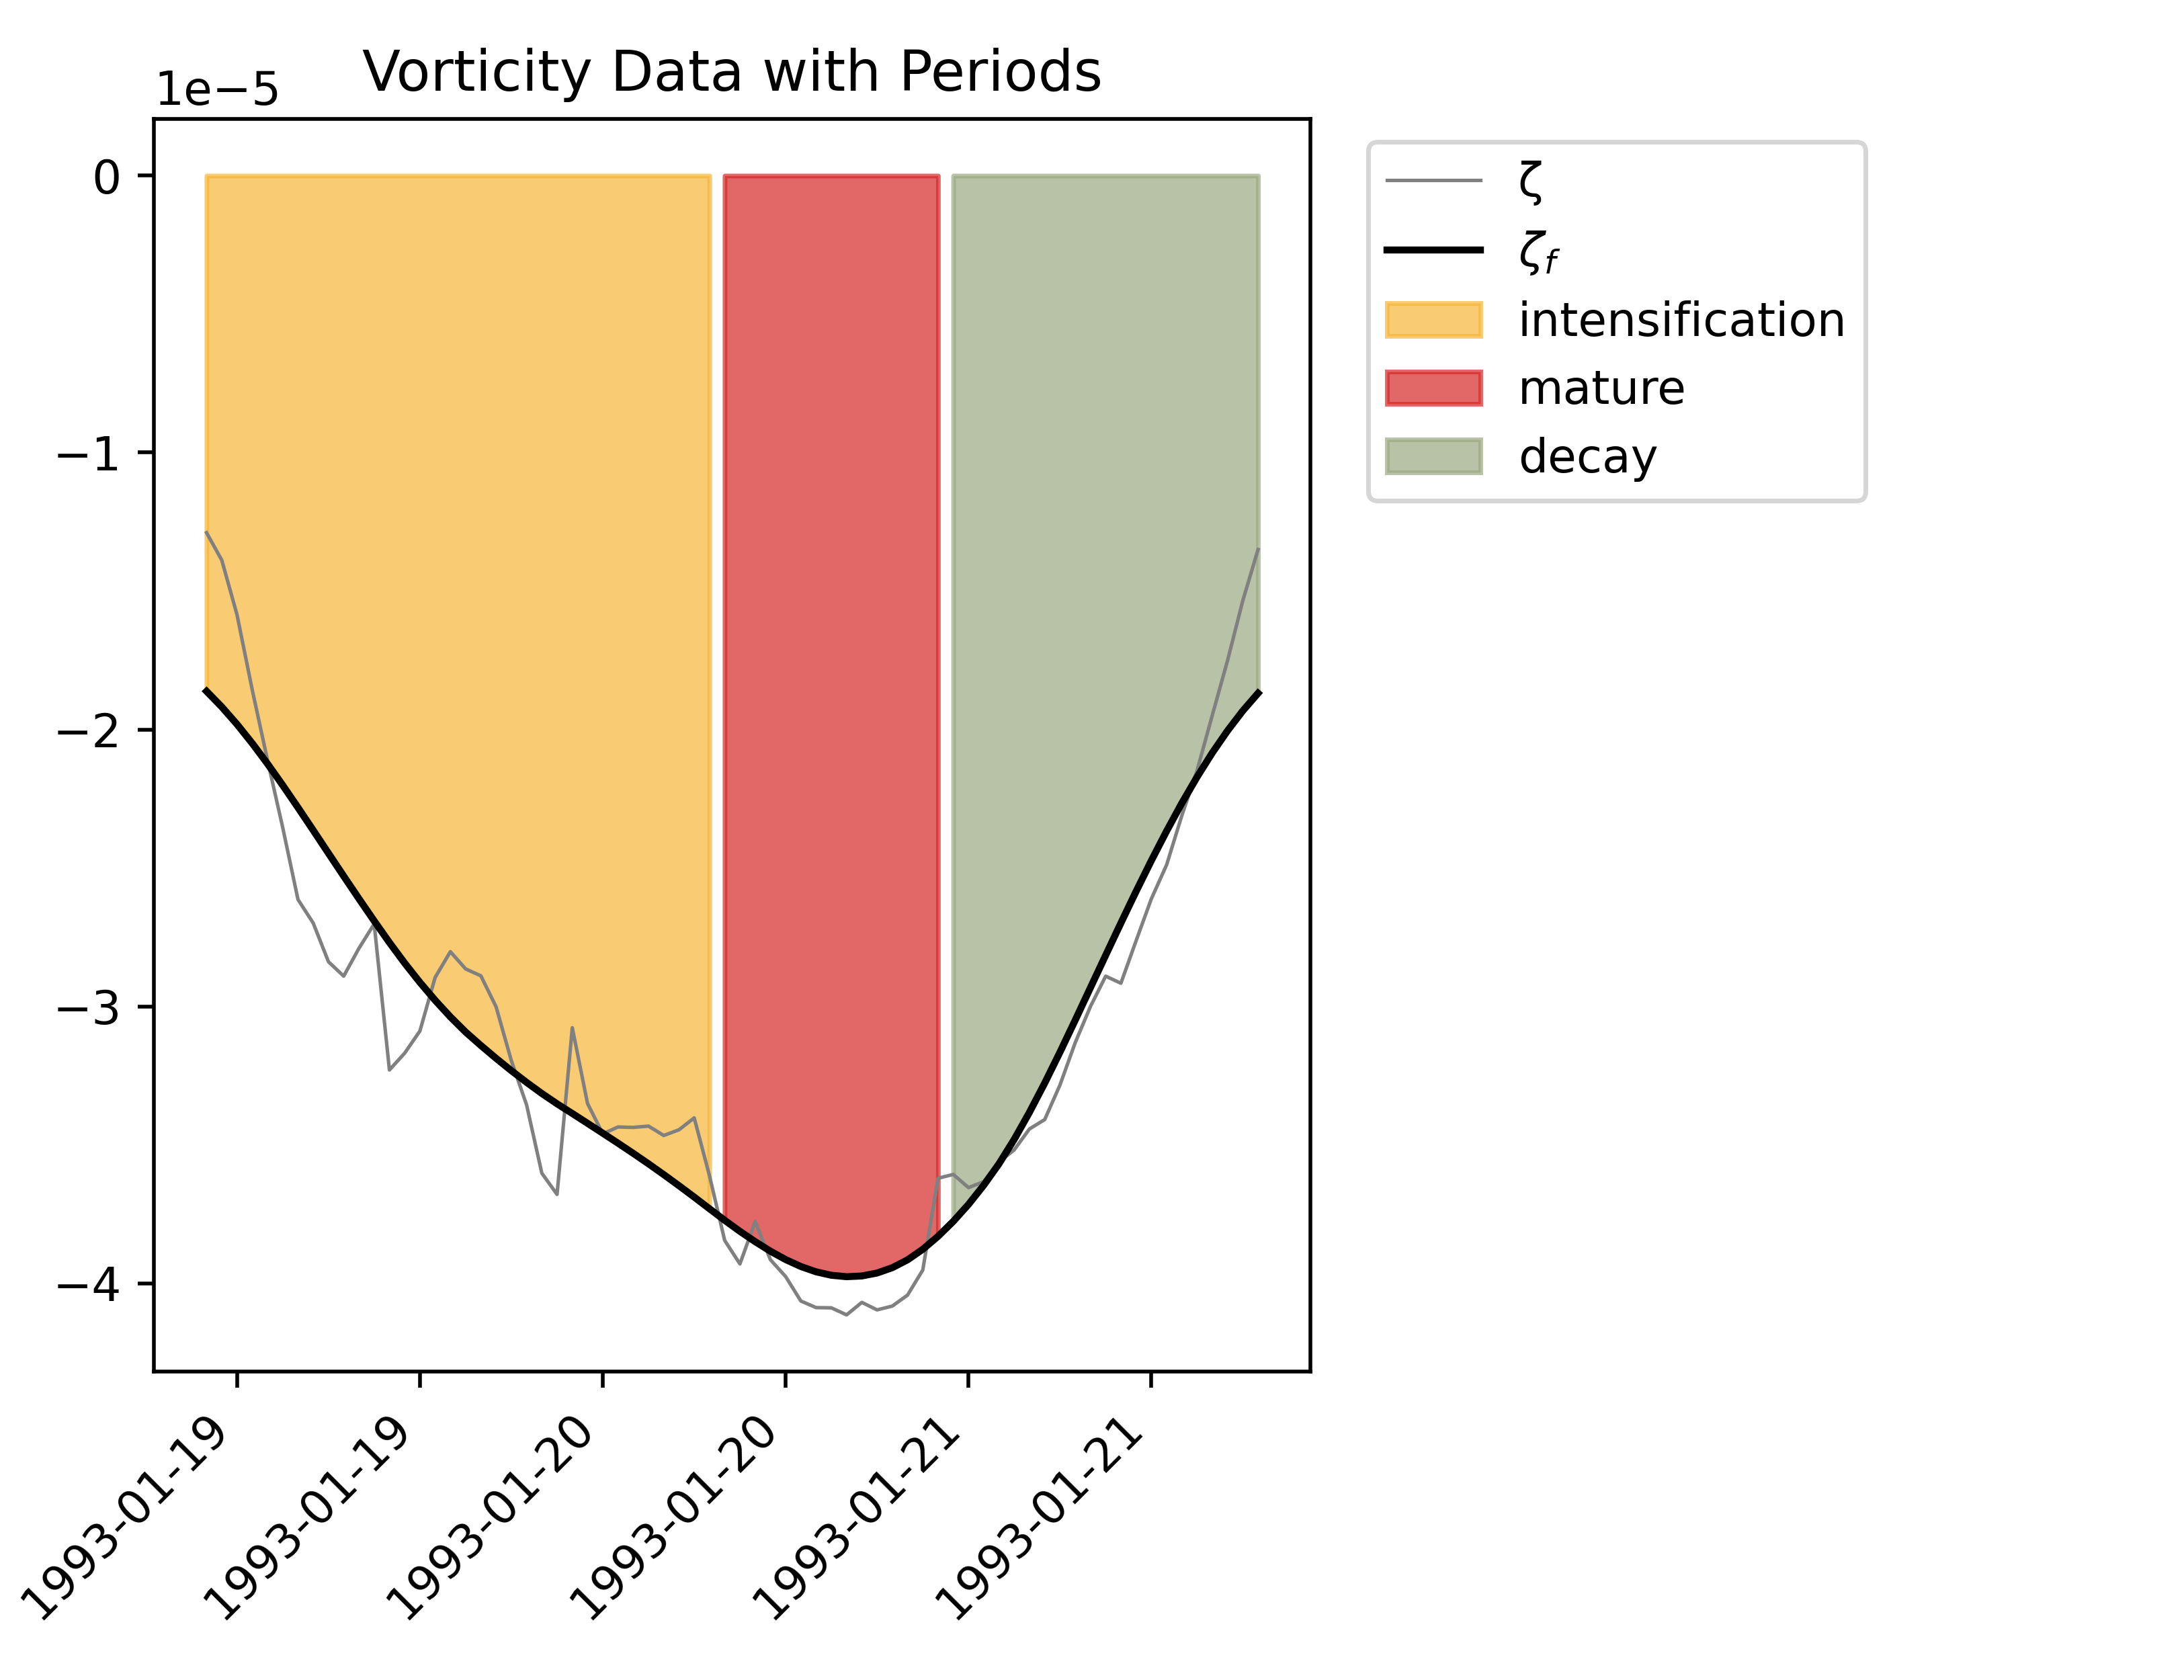 Vorticity Data with Periods
1e−5
0
−1
−2
−3
−4
1993-01-19
1993-01-19
1993-01-20
1993-01-20
1993-01-21
1993-01-21
ζ
ζf
intensification
mature
decay